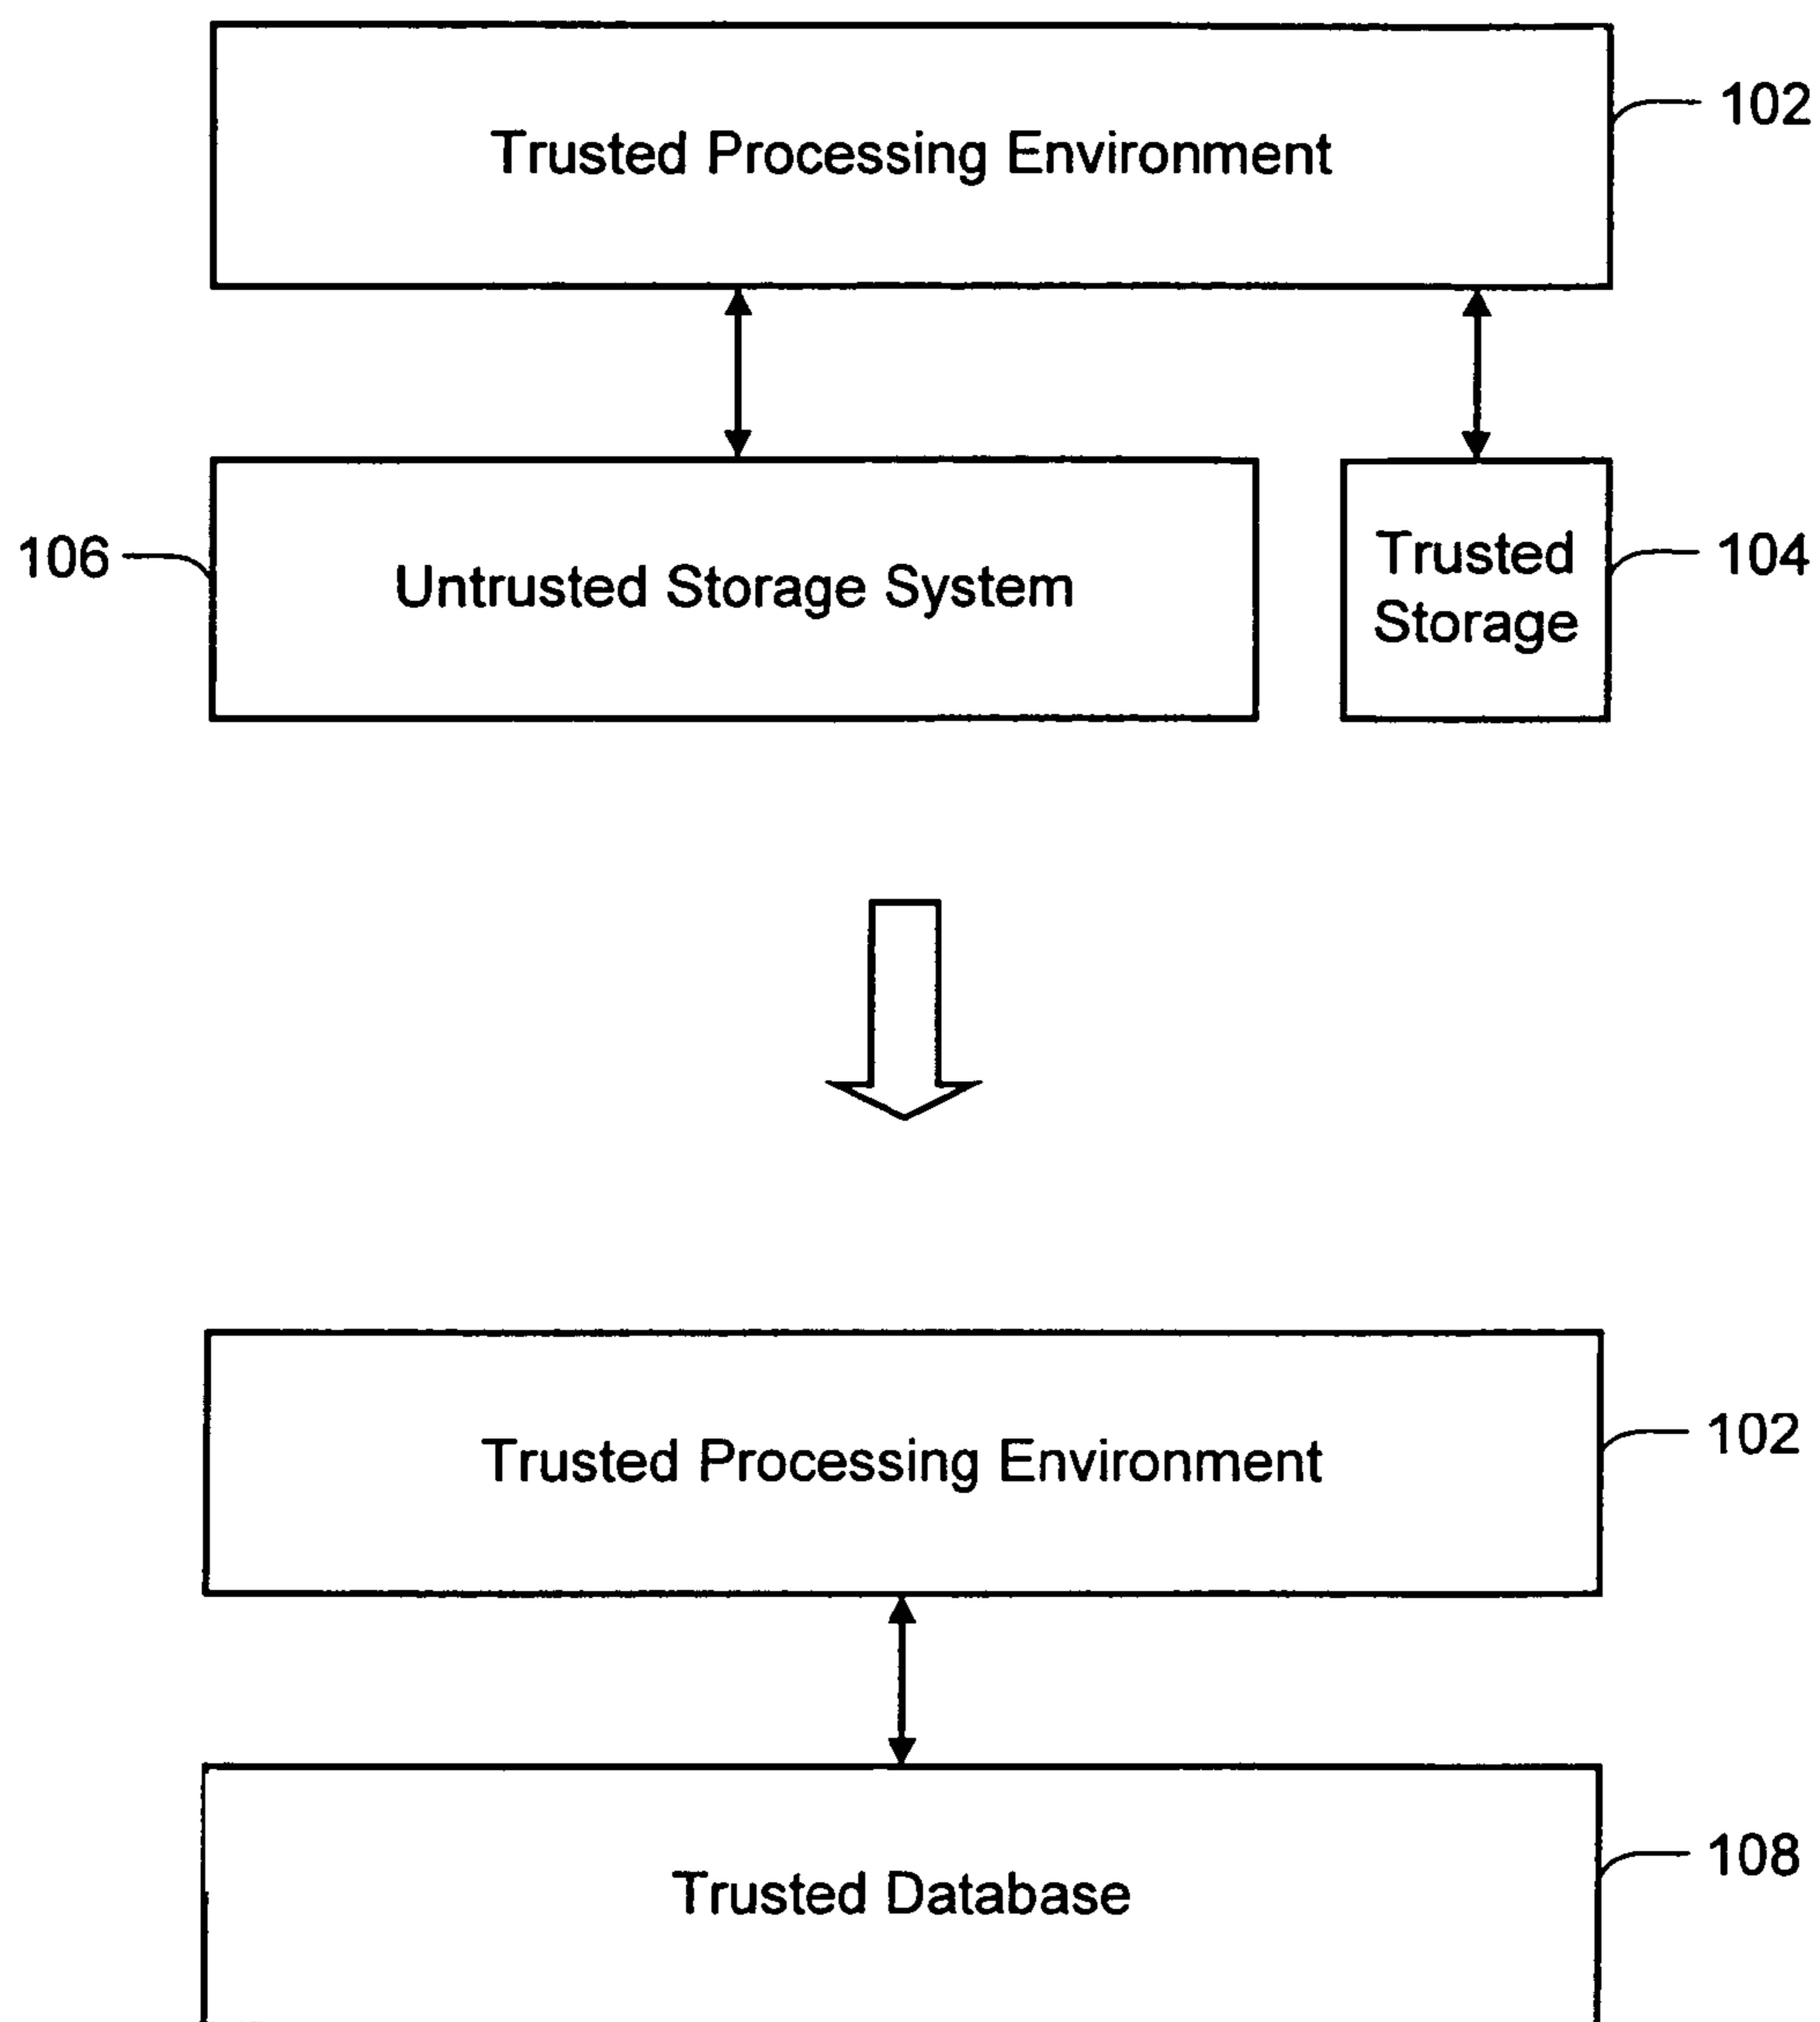 Trusted Processing Environment
102
106
Untrusted Storage System
Trusted
Storage
104
Trusted Processing Environment
102
Trusted Database
108